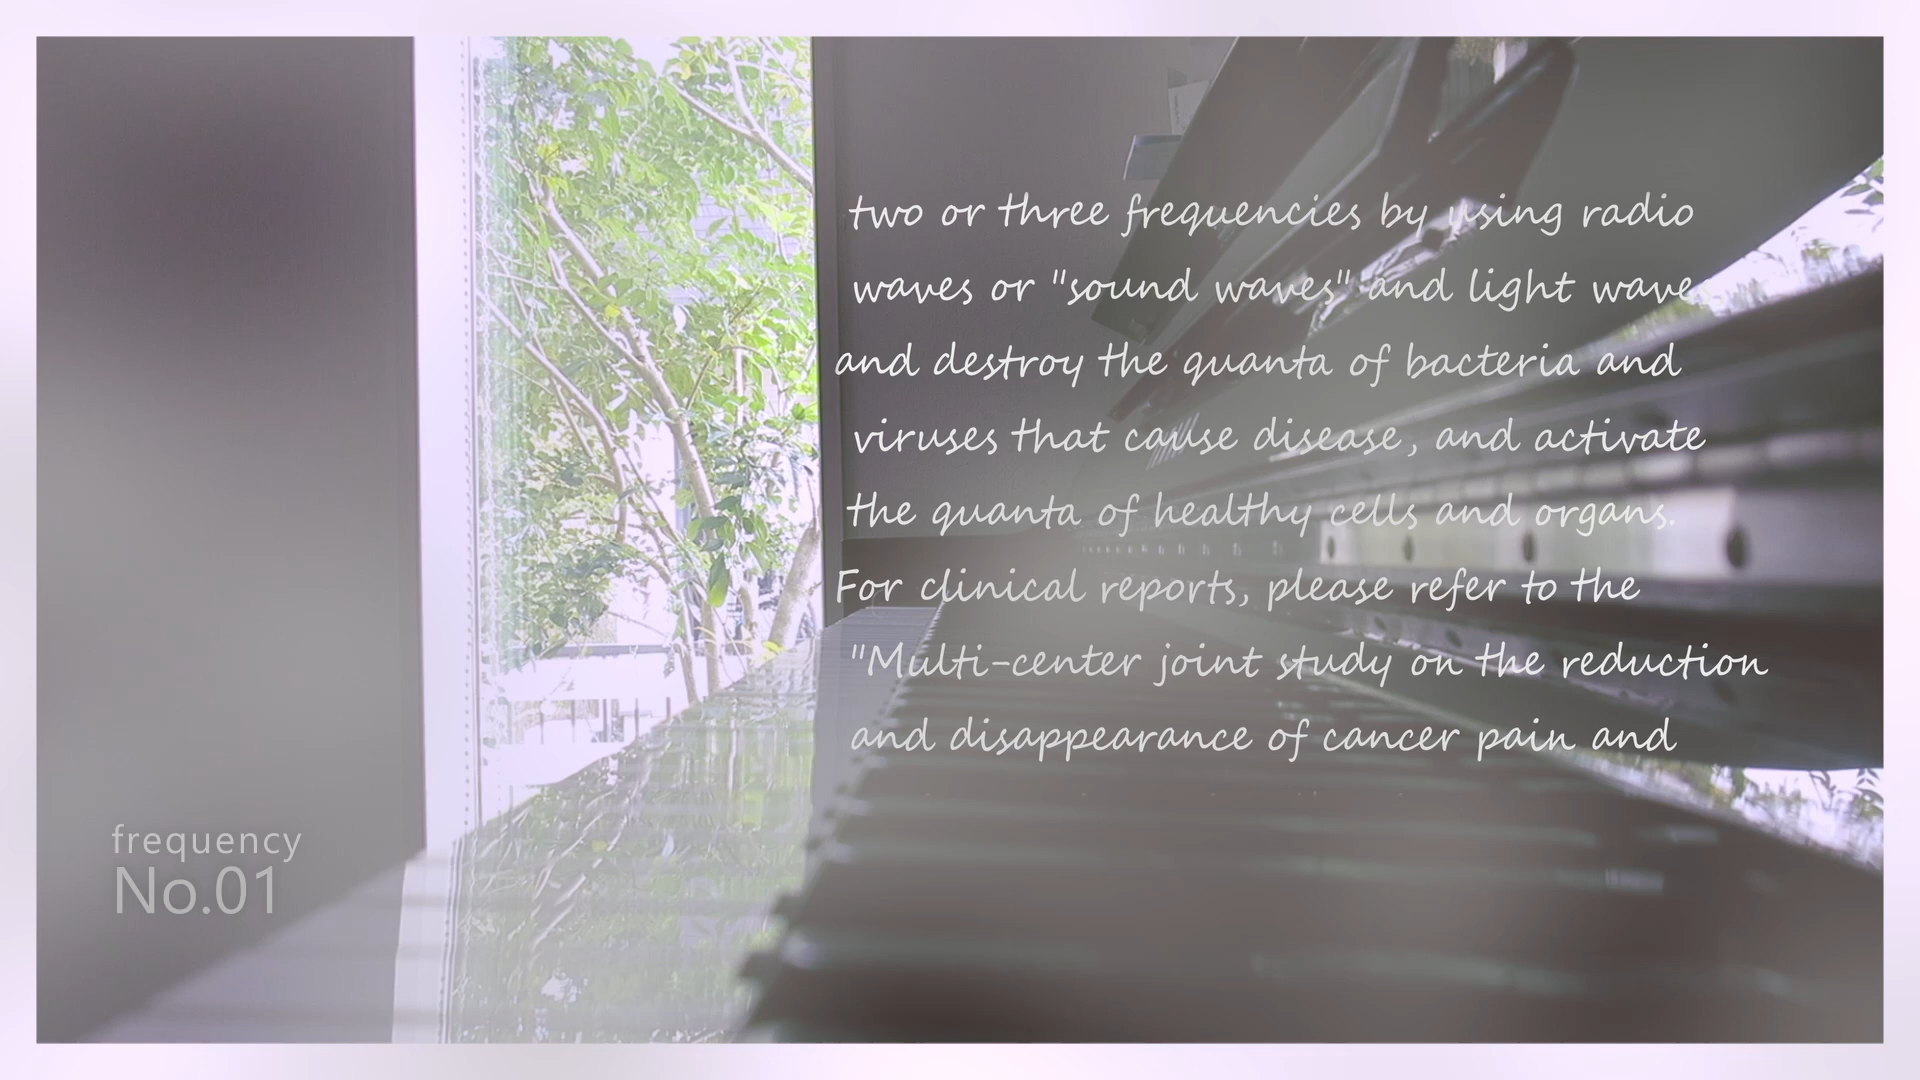 two or three frequencies by using radio
waves or "sound waves" and light wave
and destroy the quanta of bacteria and
viruses that cause disease, and activate
the quanta of healthy cells and organs.
For clinical reports, please refer to the
"Multi-center joint study on the reduction
and disappearance of cancer pain and
frequency
No.01